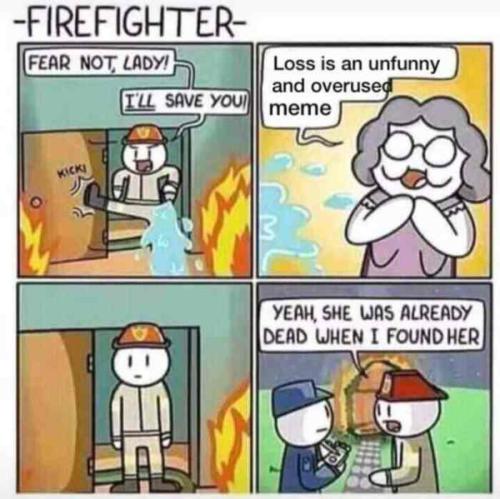 -FIREFIGHTER-
FEAR NOT, LADY!
I'LL SAVE YOU!
KICK!
Loss is an unfunny
and overused
meme
YEAH, SHE WAS ALREADY
DEAD WHEN I FOUND HER